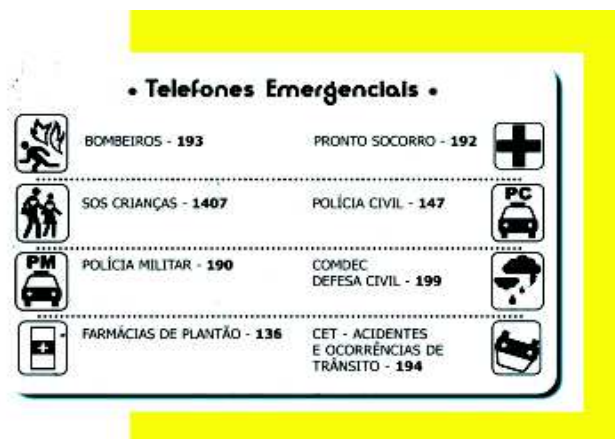 • Telefones Emergenciais •
BOMBEIROS - 193
PRONTO SOCORRO - 192
SOS CRIANÇAS - 1407
PC
POLÍCIA CIVIL - 147
PM
POLÍCIA MILITAR - 190
COMDEC
DEFESA CIVIL - 199
FARMÁCIAS DE PLANTÃO - 136
CET - ACIDENTES
E OCORRÊNCIAS DE
TRÂNSITO - 194